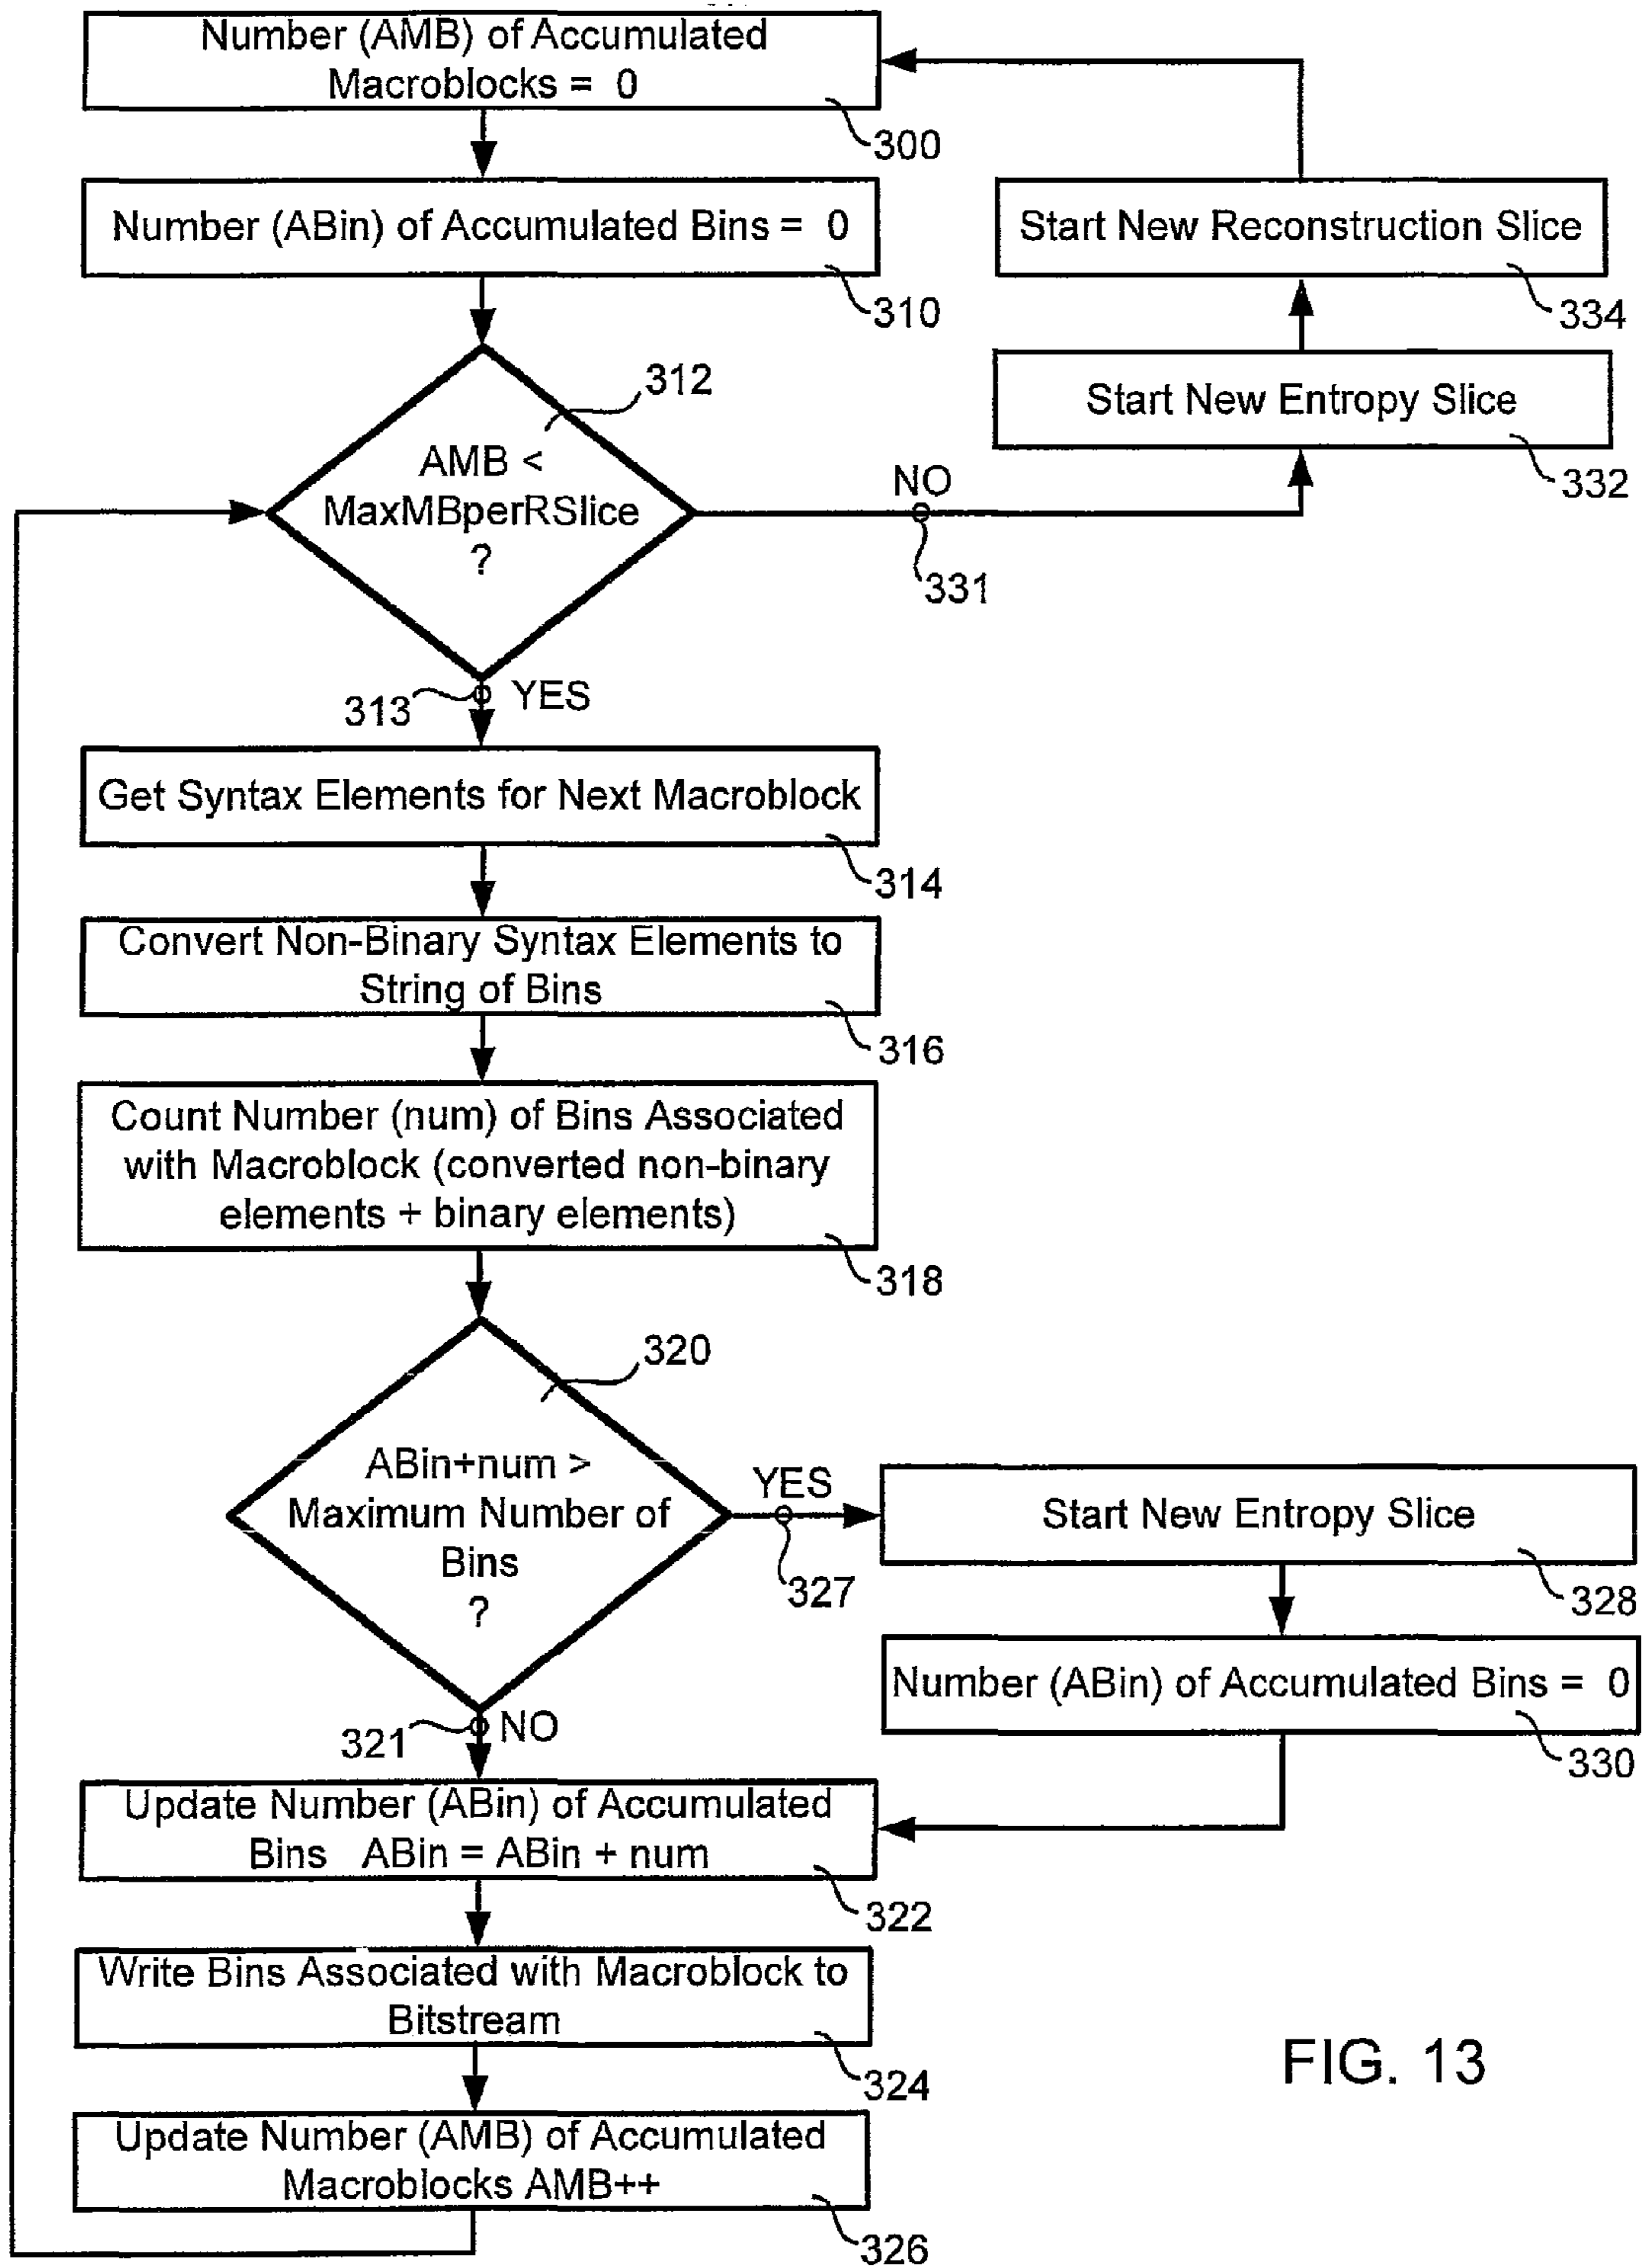 Number (AMB) of Accumulated
Macroblocks = 0
300
Number (ABin) of Accumulated Bins = 0
310
Start New Reconstruction Slice
334
Start New Entropy Slice
332
312
AMB <
MaxMBperRSlice
?
NO
331
313
YES
Get Syntax Elements for Next Macroblock
314
Convert Non-Binary Syntax Elements to
String of Bins
316
Count Number (num) of Bins Associated
with Macroblock (converted non-binary
elements + binary elements)
318
320
ABin+num >
Maximum Number of
Bins
?
YES
327
Start New Entropy Slice
328
Number (ABin) of Accumulated Bins = 0
330
321
NO
Update Number (ABin) of Accumulated
Bins ABin = ABin + num
322
Write Bins Associated with Macroblock to
Bitstream
324
Update Number (AMB) of Accumulated
Macroblocks AMB++
326
FIG. 13